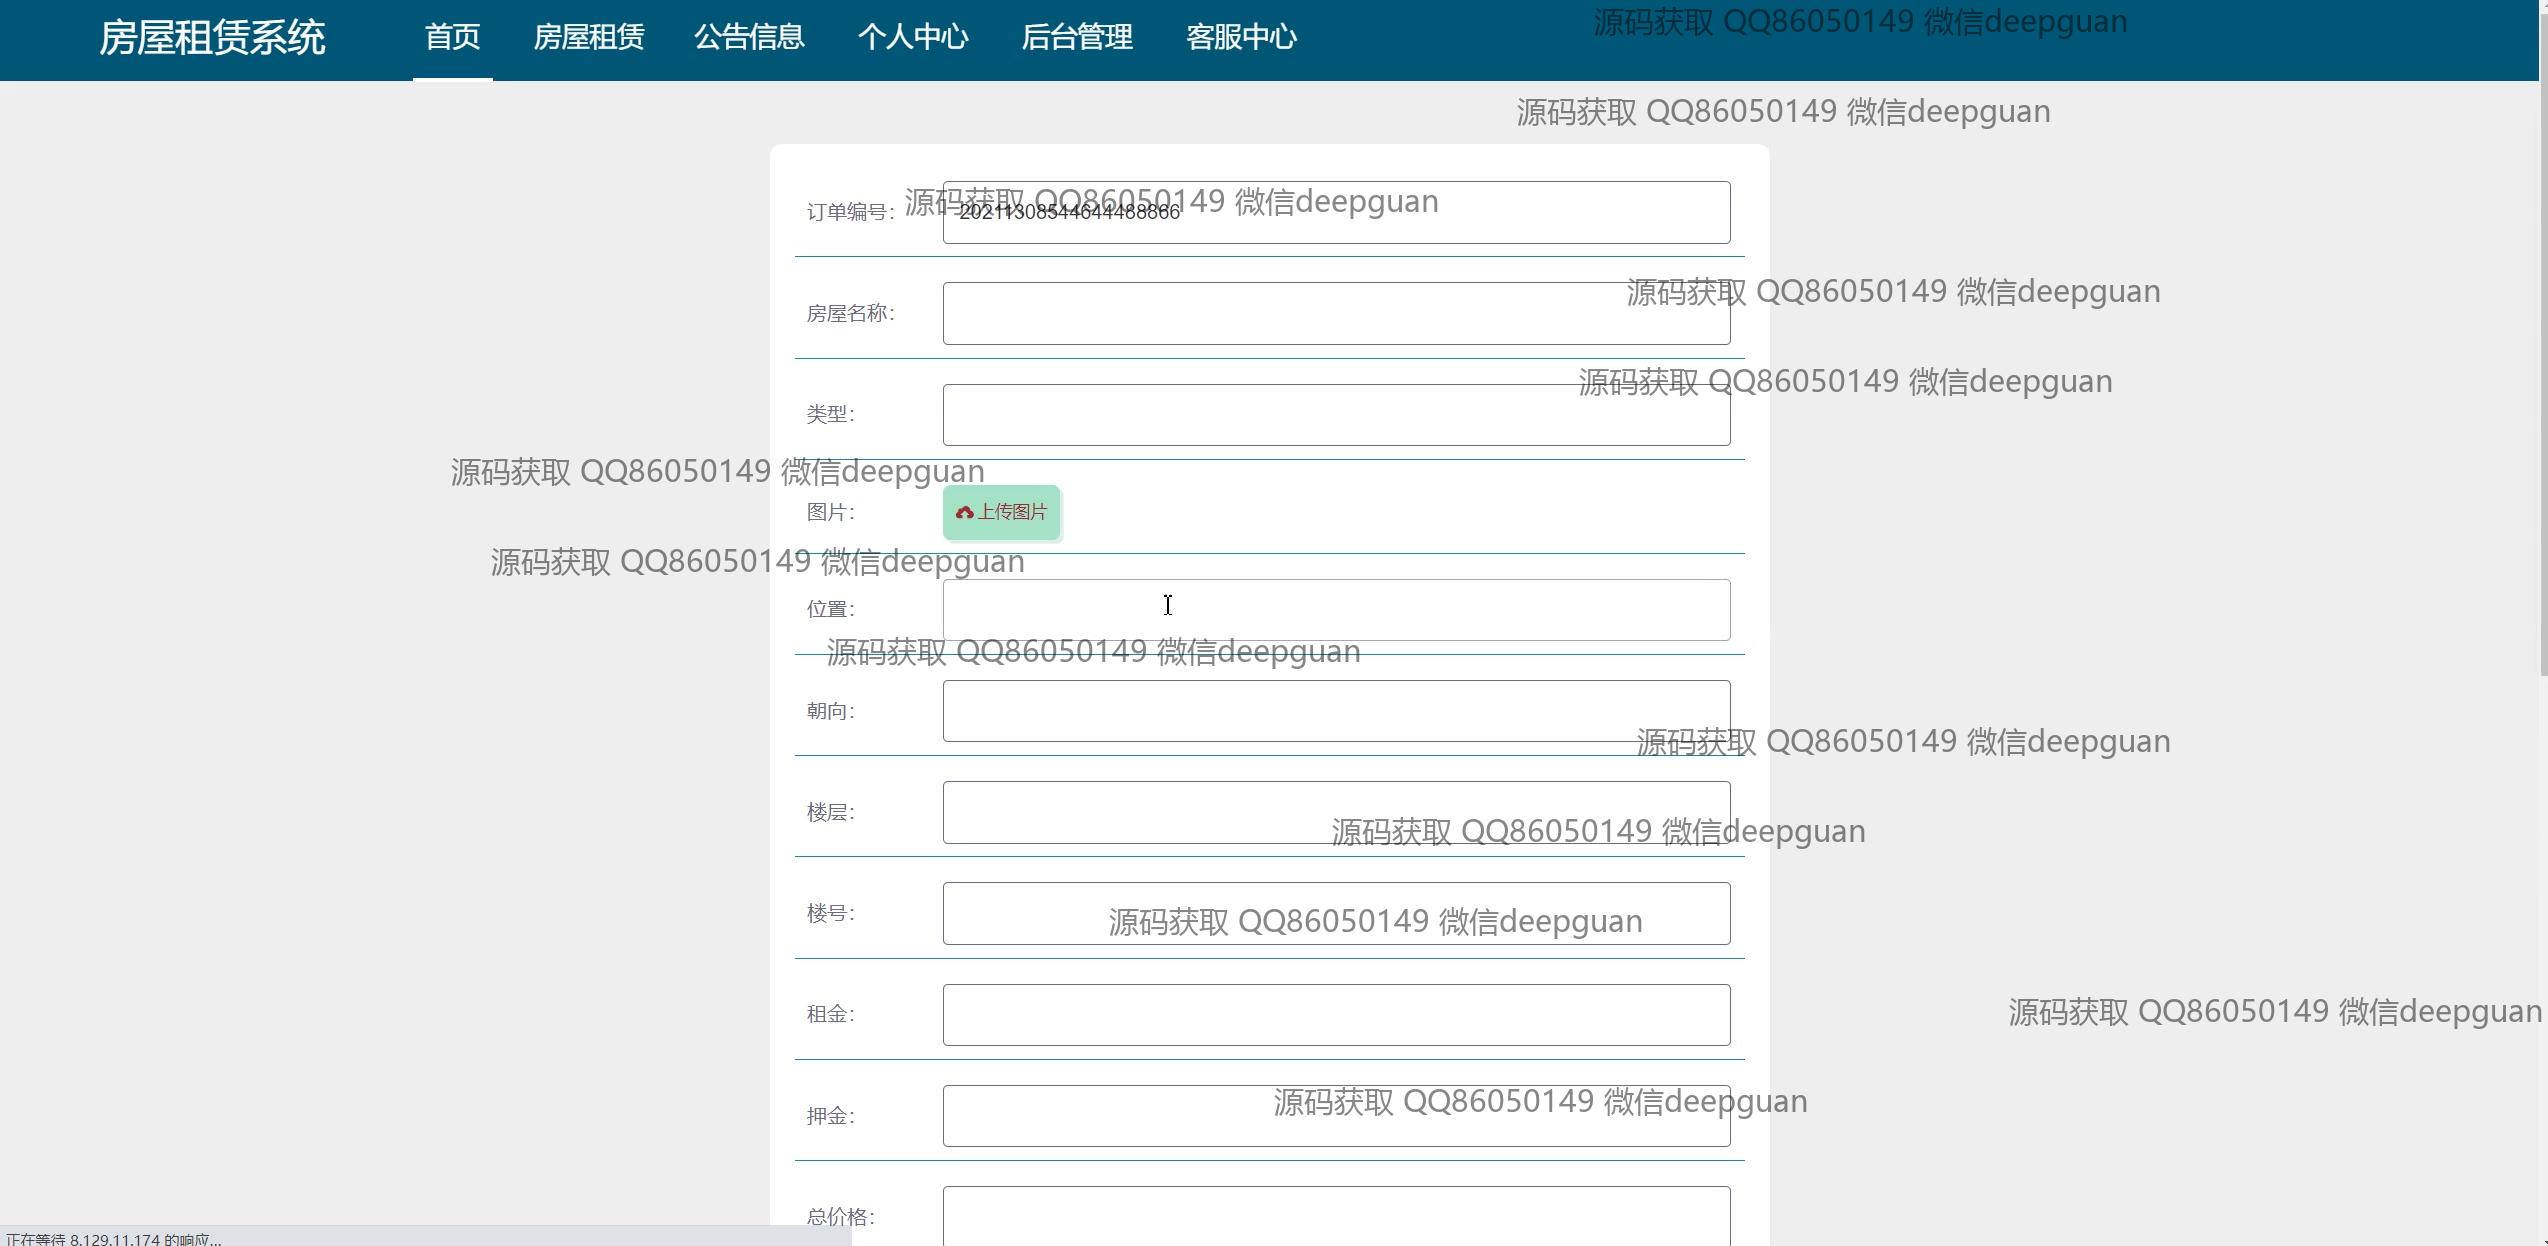 房屋租赁系统 首页 房屋租赁 公告信息 个人中心 后台管理 客服中心 源码获取 QQ86050149 微信deepguan
源码获取 QQ86050149 微信deepguan
源码获取 QQ86050149 微信deepguan
订单编号： 20211308544644488866
源码获取 QQ86050149 微信deepguan
房屋名称：
源码获取 QQ86050149 微信deepguan
类型：
源码获取 QQ86050149 微信deepguan
图片： 上传图片
源码获取 QQ86050149 微信deepguan
位置：
源码获取 QQ86050149 微信deepguan
朝向：
源码获取 QQ86050149 微信deepguan
楼层：
源码获取 QQ86050149 微信deepguan
楼号：
源码获取 QQ86050149 微信deepguan
租金：
源码获取 QQ86050149 微信deepguan
押金：
源码获取 QQ86050149 微信deepguan
总价格：
正在等待 8.129.11.174 的响应...